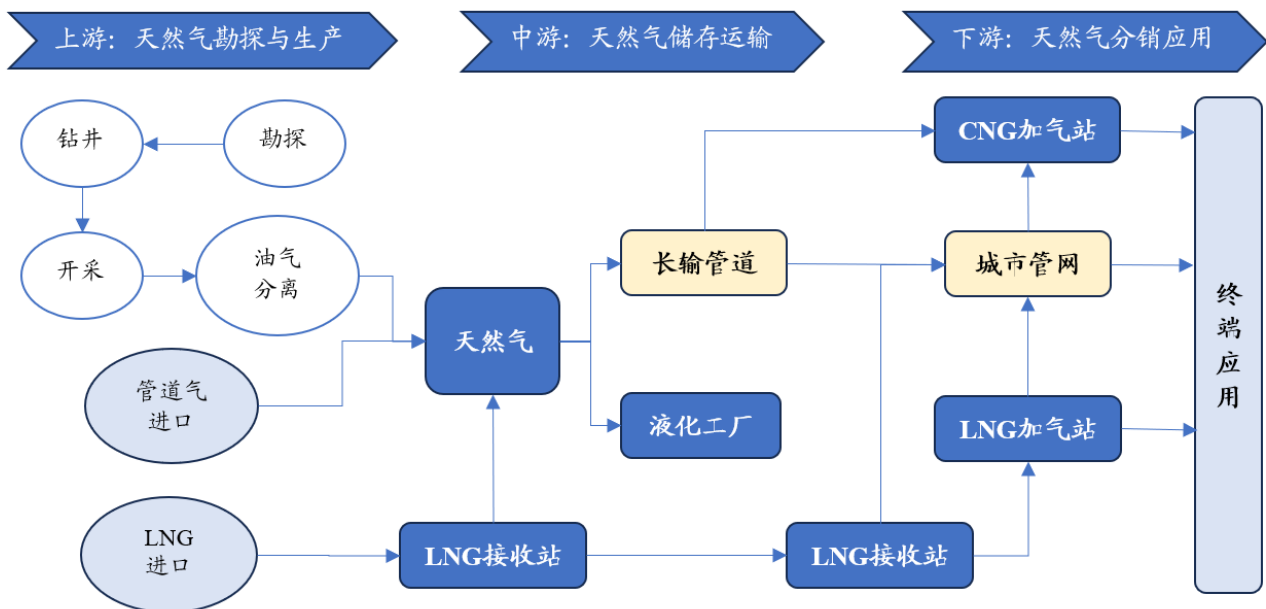 上游：天然气勘探与生产
中游：天然气储存运输
下游：天然气分销应用
钻井
勘探
CNG加气站
开采
油气
分离
长输管道
城市管网
天然气
终
端
应
用
管道气
进口
液化工厂
LNG加气站
LNG
进口
LNG接收站
LNG接收站